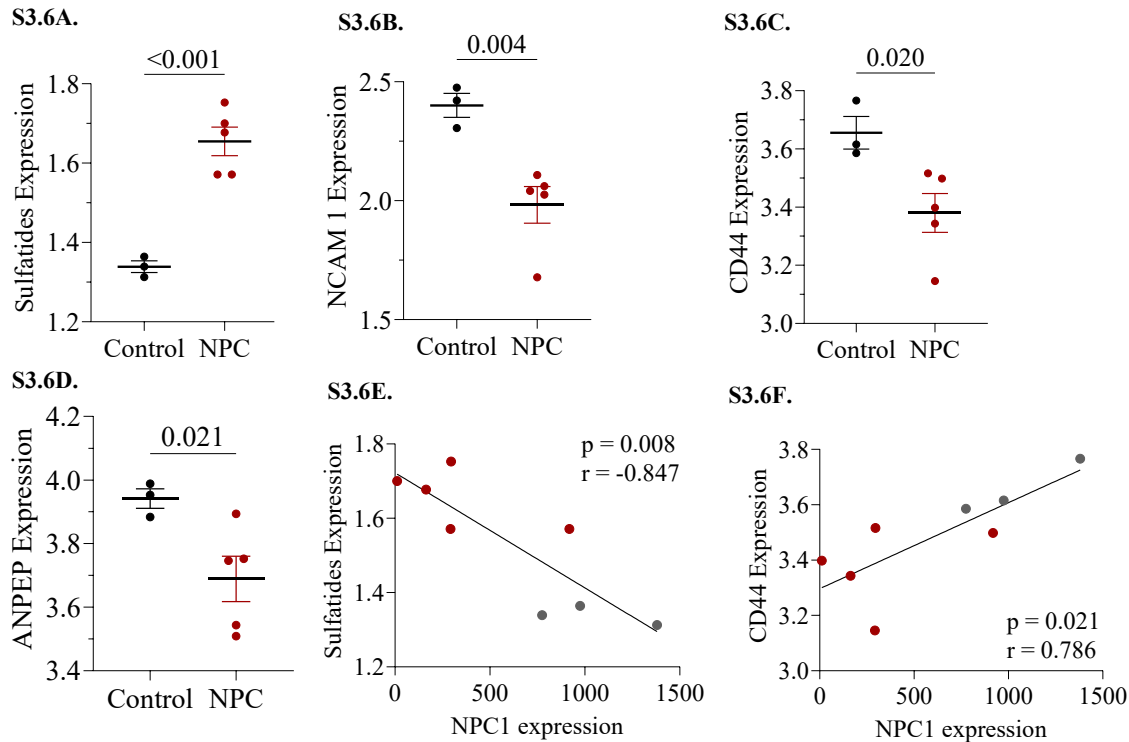 S3.6A.
<0.001
Sulfatides Expression
1.8
1.6
1.4
1.2
Control NPC
S3.6B.
0.004
NCAM 1 Expression
2.5
2.0
1.5
Control NPC
S3.6C.
0.020
CD44 Expression
3.8
3.6
3.4
3.2
3.0
Control NPC
S3.6D.
0.021
ANPEP Expression
4.2
4.0
3.8
3.6
3.4
Control NPC
S3.6E.
p = 0.008
r = -0.847
Sulfatides Expression
1.8
1.6
1.4
1.2
0 500 1000 1500
NPC1 expression
S3.6F.
CD44 Expression
3.8
3.6
3.4
3.2
3.0
p = 0.021
r = 0.786
0 500 1000 1500
NPC1 expression